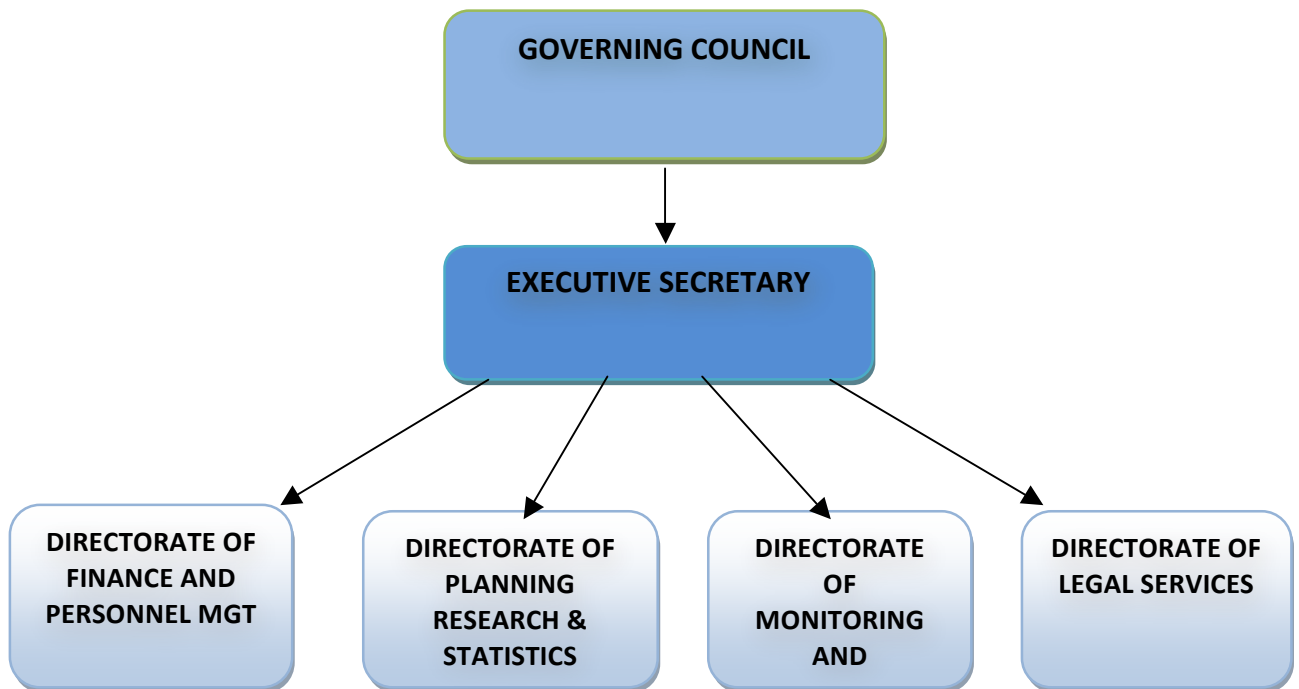 GOVERNING COUNCIL
EXECUTIVE SECRETARY
DIRECTORATE OF
FINANCE AND
PERSONNEL MGT
DIRECTORATE OF
PLANNING
RESEARCH &
STATISTICS
DIRECTORATE
OF
MONITORING
AND
DIRECTORATE OF
LEGAL SERVICES